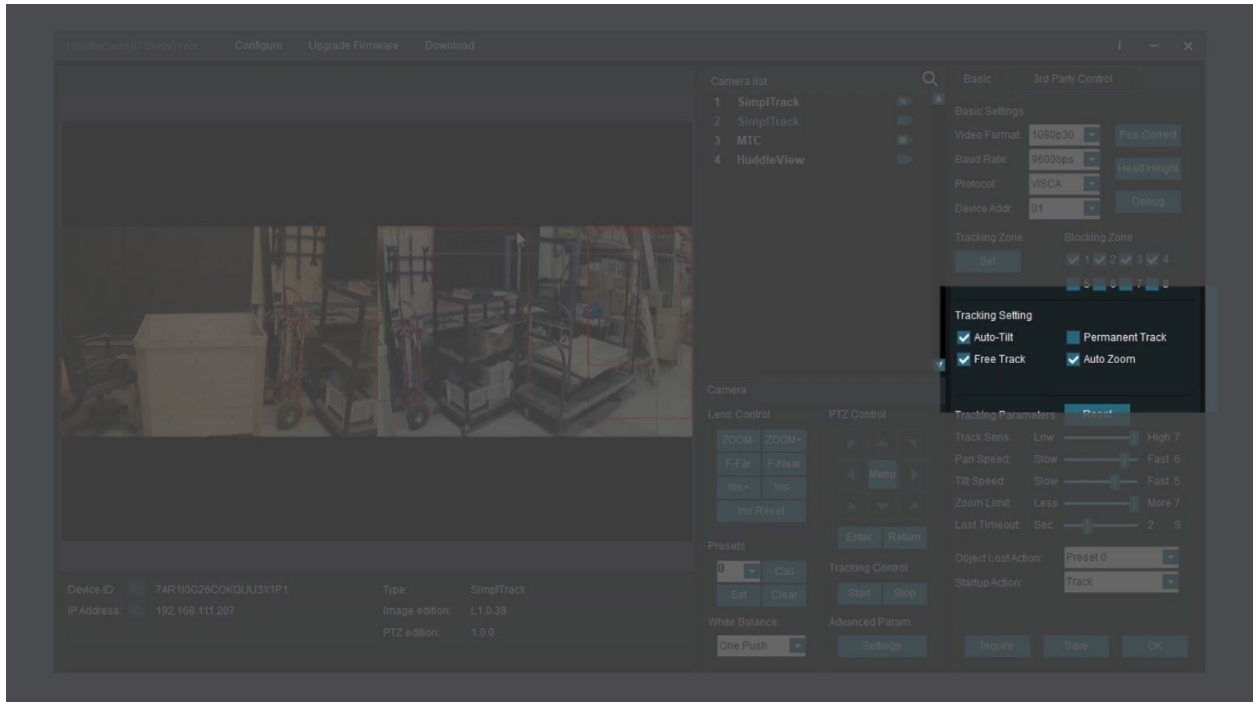 HuddleCamHD SimplTrack Configure Upgrade Firmware Download
Camera list
1 SimplTrack
2 SimplTrack
3 MTC
4 HuddleView
Basic 3rd Party Control
Basic Settings
Video Format: 1080p30 Pos Correct
Baud Rate: 9600bps Head Height
Protocol: VISCA
Device Addr: 01 Debug
Tracking Zone Blocking Zone
Set 1 2 3 4
5 6 7 8
Tracking Setting
Auto-Tilt Permanent Track
Free Track Auto Zoom
Tracking Parameters Reset
Track Sens: Low High 7
Pan Speed: Slow Fast 6
Tilt Speed: Slow Fast 5
Zoom Limit: Less More 7
Lost Timeout: Sec. 2 S
Object Lost Action: Preset 0
Startup Action: Track
Inquire Save OK
Camera
Lens Control PTZ Control
ZOOM- ZOOM+
F-Far F-Near Menu
Iris+ Iris-
Iris Reset
Enter Return
Presets
0 Call Tracking Control
Set Clear Start Stop
White Balance: Advanced Param
One Push Settings
Device ID: Type: SimplTrack
IP Address: 192.168.111.207 Image edition: L1.0.38
PTZ edition: 1.0.0